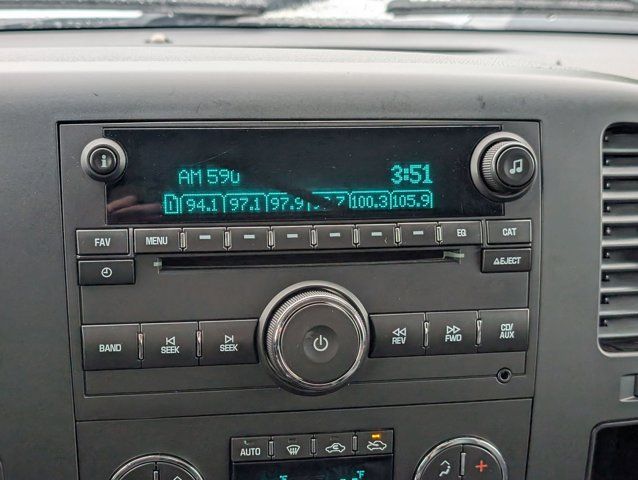 AM 590 3:51
1 94.1 97.1 97.9 100.3 105.9
FAV MENU EQ CAT
EJECT
BAND SEEK SEEK REV FWD CD/AUX
AUTO